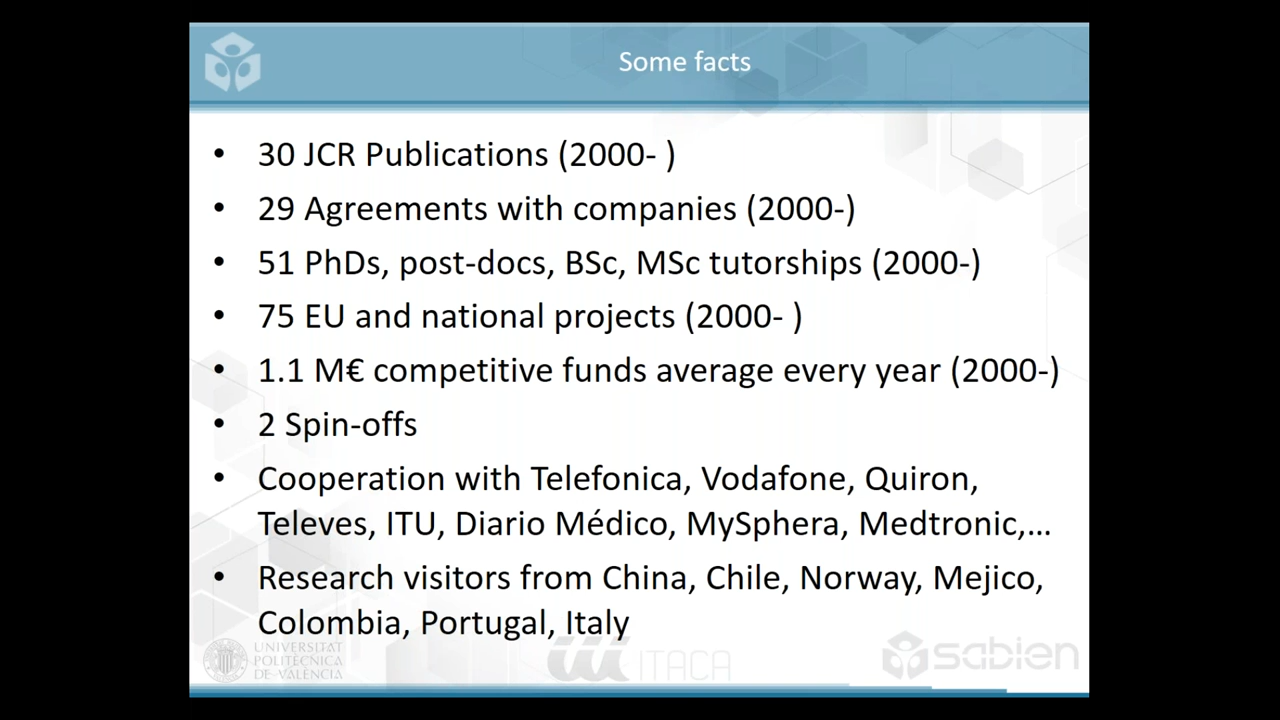 Some facts
• 30 JCR Publications (2000- )
• 29 Agreements with companies (2000-)
• 51 PhDs, post-docs, BSc, MSc tutorships (2000-)
• 75 EU and national projects (2000- )
• 1.1 M€ competitive funds average every year (2000-)
• 2 Spin-offs
• Cooperation with Telefonica, Vodafone, Quiron,
Televes, ITU, Diario Médico, MySphera, Medtronic,...
• Research visitors from China, Chile, Norway, Mejico,
Colombia, Portugal, Italy
UNIVERSITAT
POLITÈCNICA
DE VALÈNCIA
ITACA
sabien